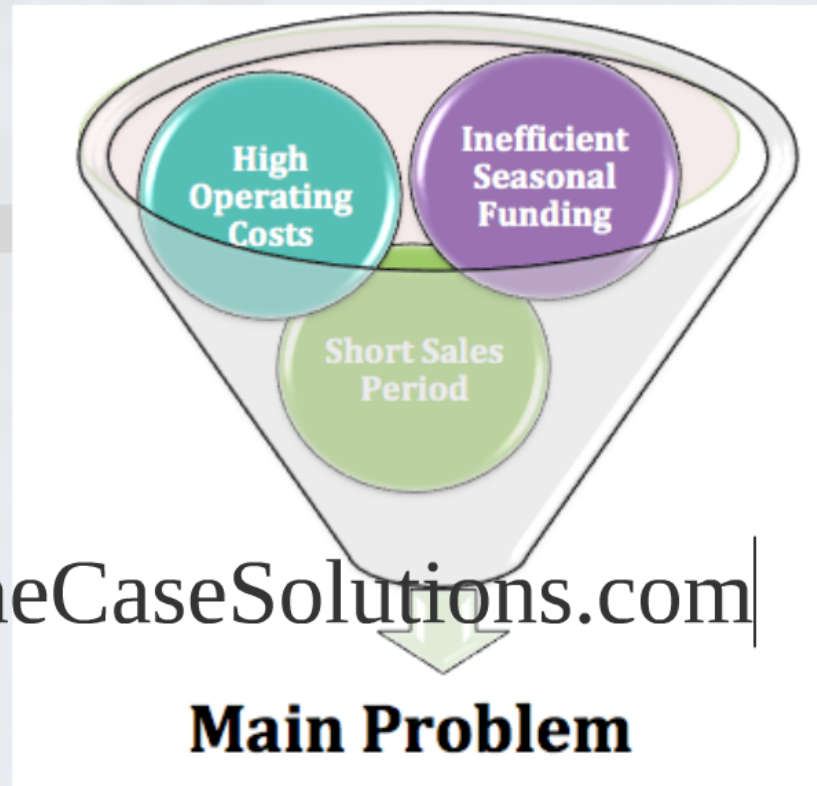 High
Operating
Costs
Inefficient
Seasonal
Funding
Short Sales
Period
eCaseSolutions.com
Main Problem